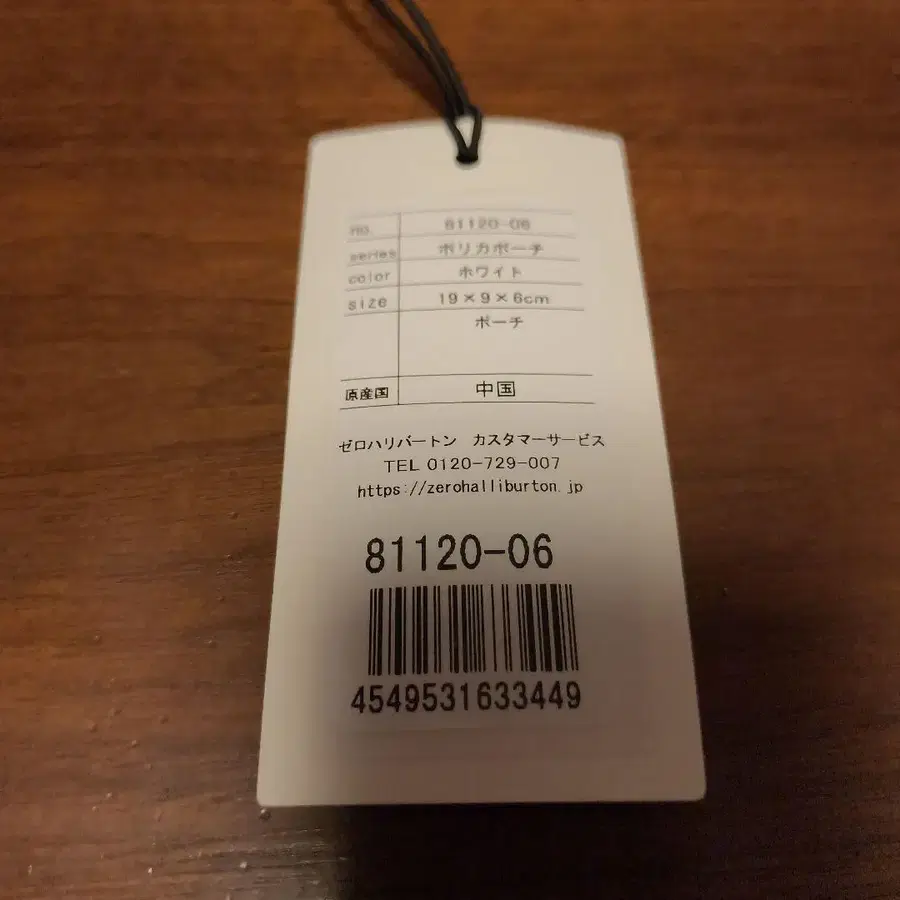 no. 81120-06
series ポリカポーチ
color ホワイト
size 19×9×6cm
ポーチ
原産国 中国
ゼロハリバートン カスタマーサービス
TEL 0120-729-007
https://zerohalliburton.jp
81120-06
4549531633449